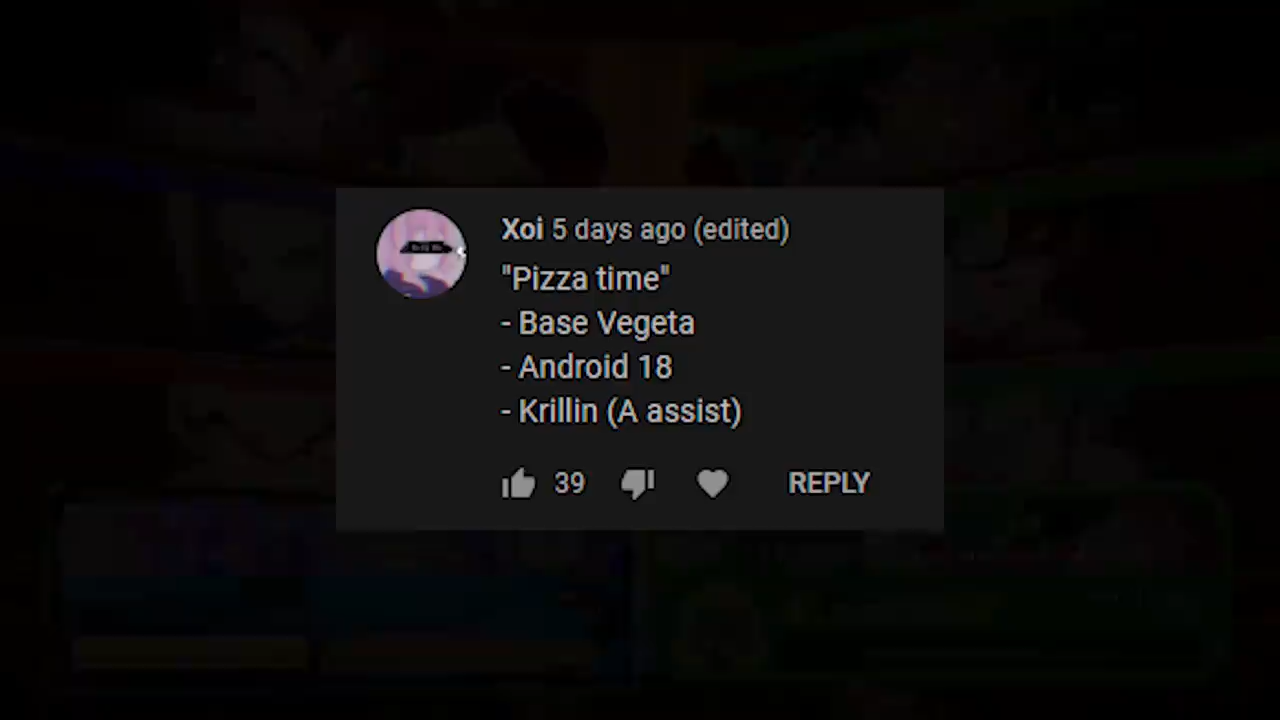 Xoi 5 days ago (edited)
"Pizza time"
- Base Vegeta
- Android 18
- Krillin (A assist)
39 REPLY